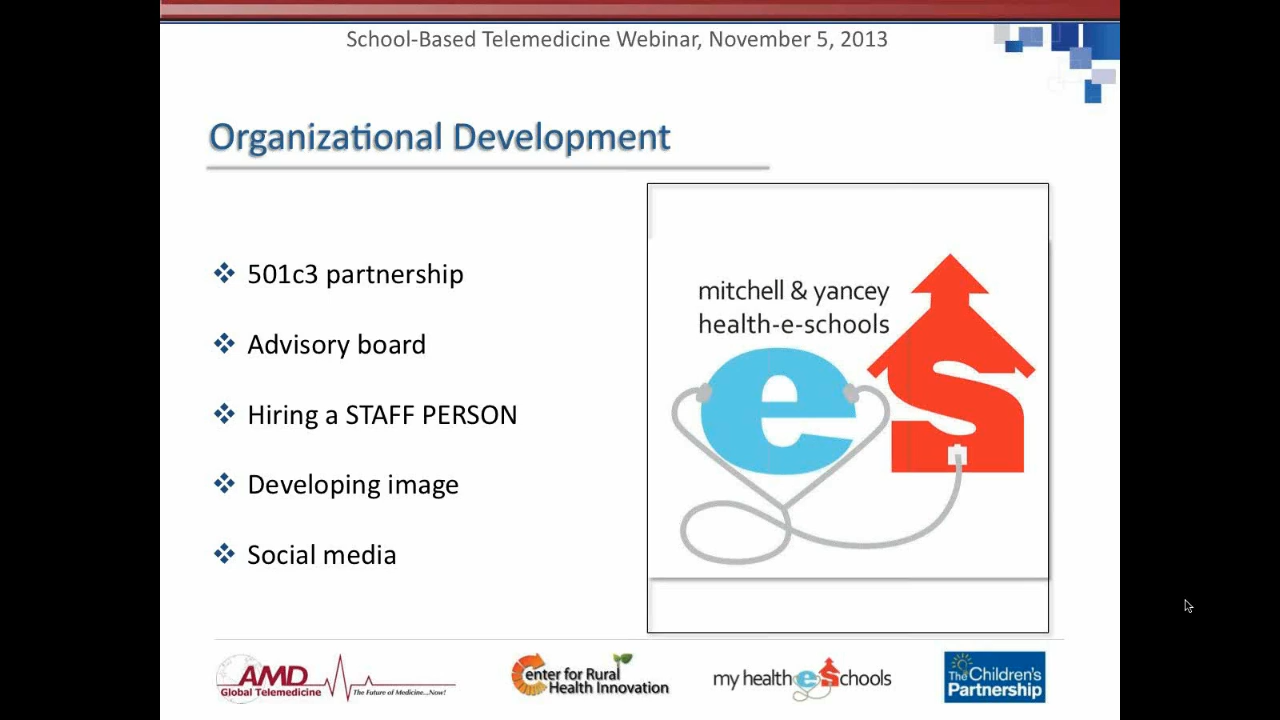 School-Based Telemedicine Webinar, November 5, 2013
Organizational Development
501c3 partnership
Advisory board
Hiring a STAFF PERSON
Developing image
Social media
mitchell & yancey
health-e-schools
es
AMD
Global Telemedicine
The Future of Medicine...Now!
Center for Rural
Health Innovation
my health e Schools
The Children's
Partnership